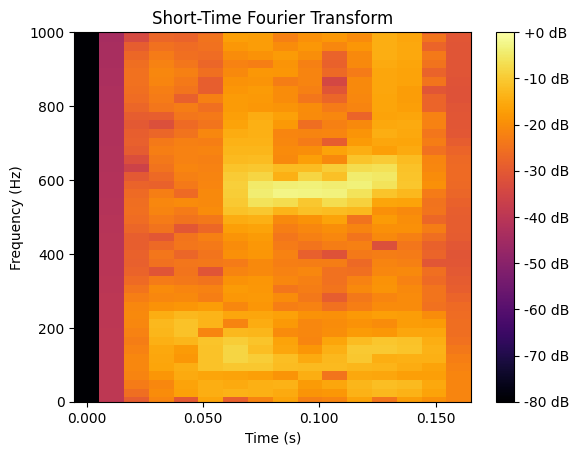 Short-Time Fourier Transform
1000
800
600
400
200
0
Frequency (Hz)
0.000
0.050
0.100
0.150
Time (s)
+0 dB
-10 dB
-20 dB
-30 dB
-40 dB
-50 dB
-60 dB
-70 dB
-80 dB